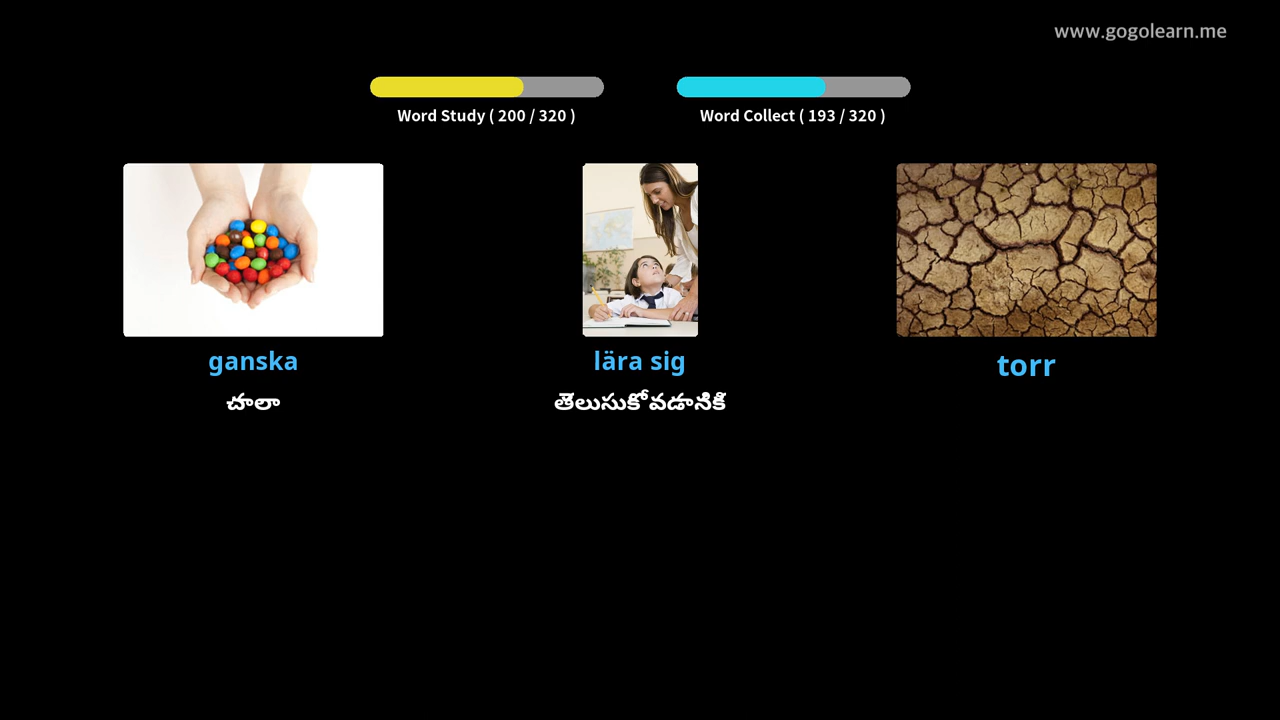 www.gogolearn.me
Word Study ( 200 / 320 )
Word Collect ( 193 / 320 )
ganska
lära sig
torr
చాలా
తెలుసుకోవడానికి